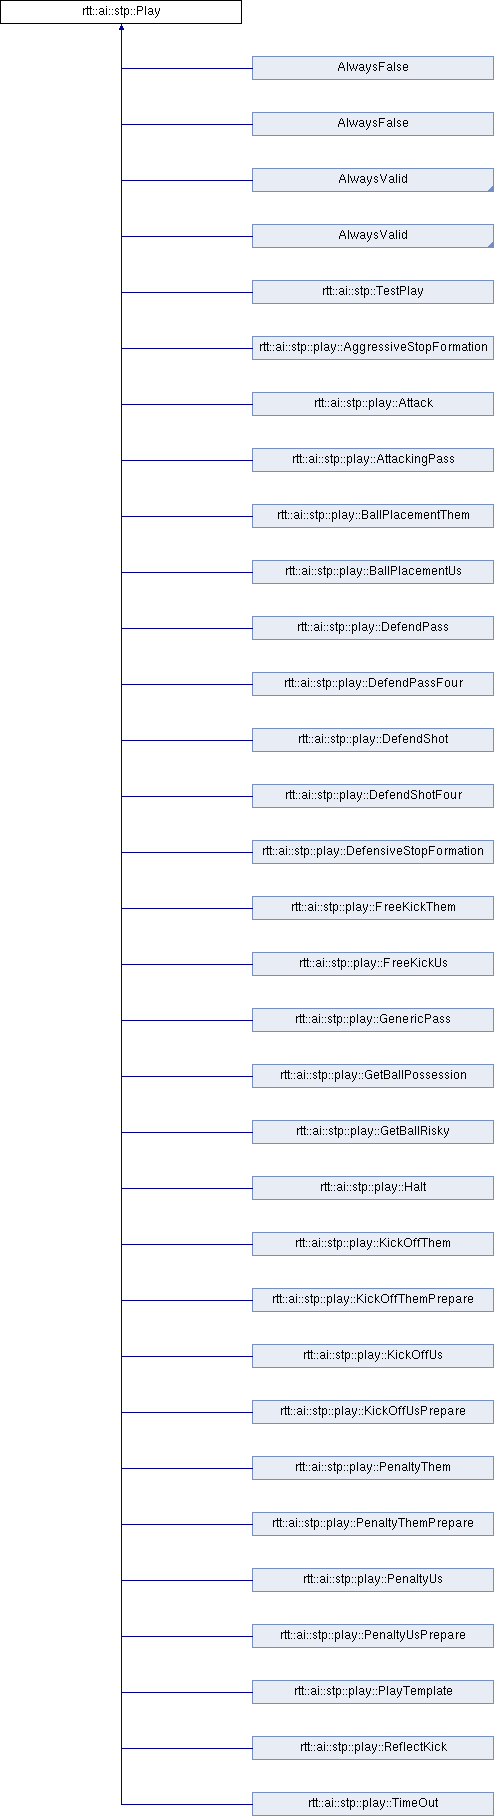 rtt::ai::stp::Play
AlwaysFalse
AlwaysFalse
AlwaysValid
AlwaysValid
rtt::ai::stp::TestPlay
rtt::ai::stp::play::AggressiveStopFormation
rtt::ai::stp::play::Attack
rtt::ai::stp::play::AttackingPass
rtt::ai::stp::play::BallPlacementThem
rtt::ai::stp::play::BallPlacementUs
rtt::ai::stp::play::DefendPass
rtt::ai::stp::play::DefendPassFour
rtt::ai::stp::play::DefendShot
rtt::ai::stp::play::DefendShotFour
rtt::ai::stp::play::DefensiveStopFormation
rtt::ai::stp::play::FreeKickThem
rtt::ai::stp::play::FreeKickUs
rtt::ai::stp::play::GenericPass
rtt::ai::stp::play::GetBallPossession
rtt::ai::stp::play::GetBallRisky
rtt::ai::stp::play::Halt
rtt::ai::stp::play::KickOffThem
rtt::ai::stp::play::KickOffThemPrepare
rtt::ai::stp::play::KickOffUs
rtt::ai::stp::play::KickOffUsPrepare
rtt::ai::stp::play::PenaltyThem
rtt::ai::stp::play::PenaltyThemPrepare
rtt::ai::stp::play::PenaltyUs
rtt::ai::stp::play::PenaltyUsPrepare
rtt::ai::stp::play::PlayTemplate
rtt::ai::stp::play::ReflectKick
rtt::ai::stp::play::TimeOut